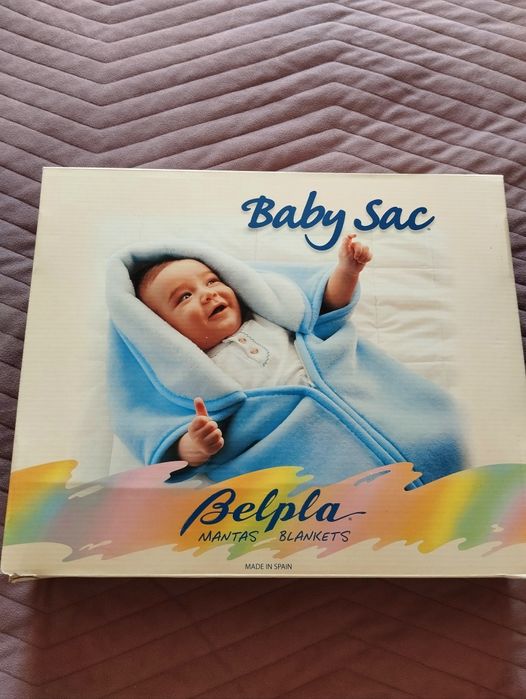 Baby Sac
Belpla
MANTAS BLANKETS
MADE IN SPAIN